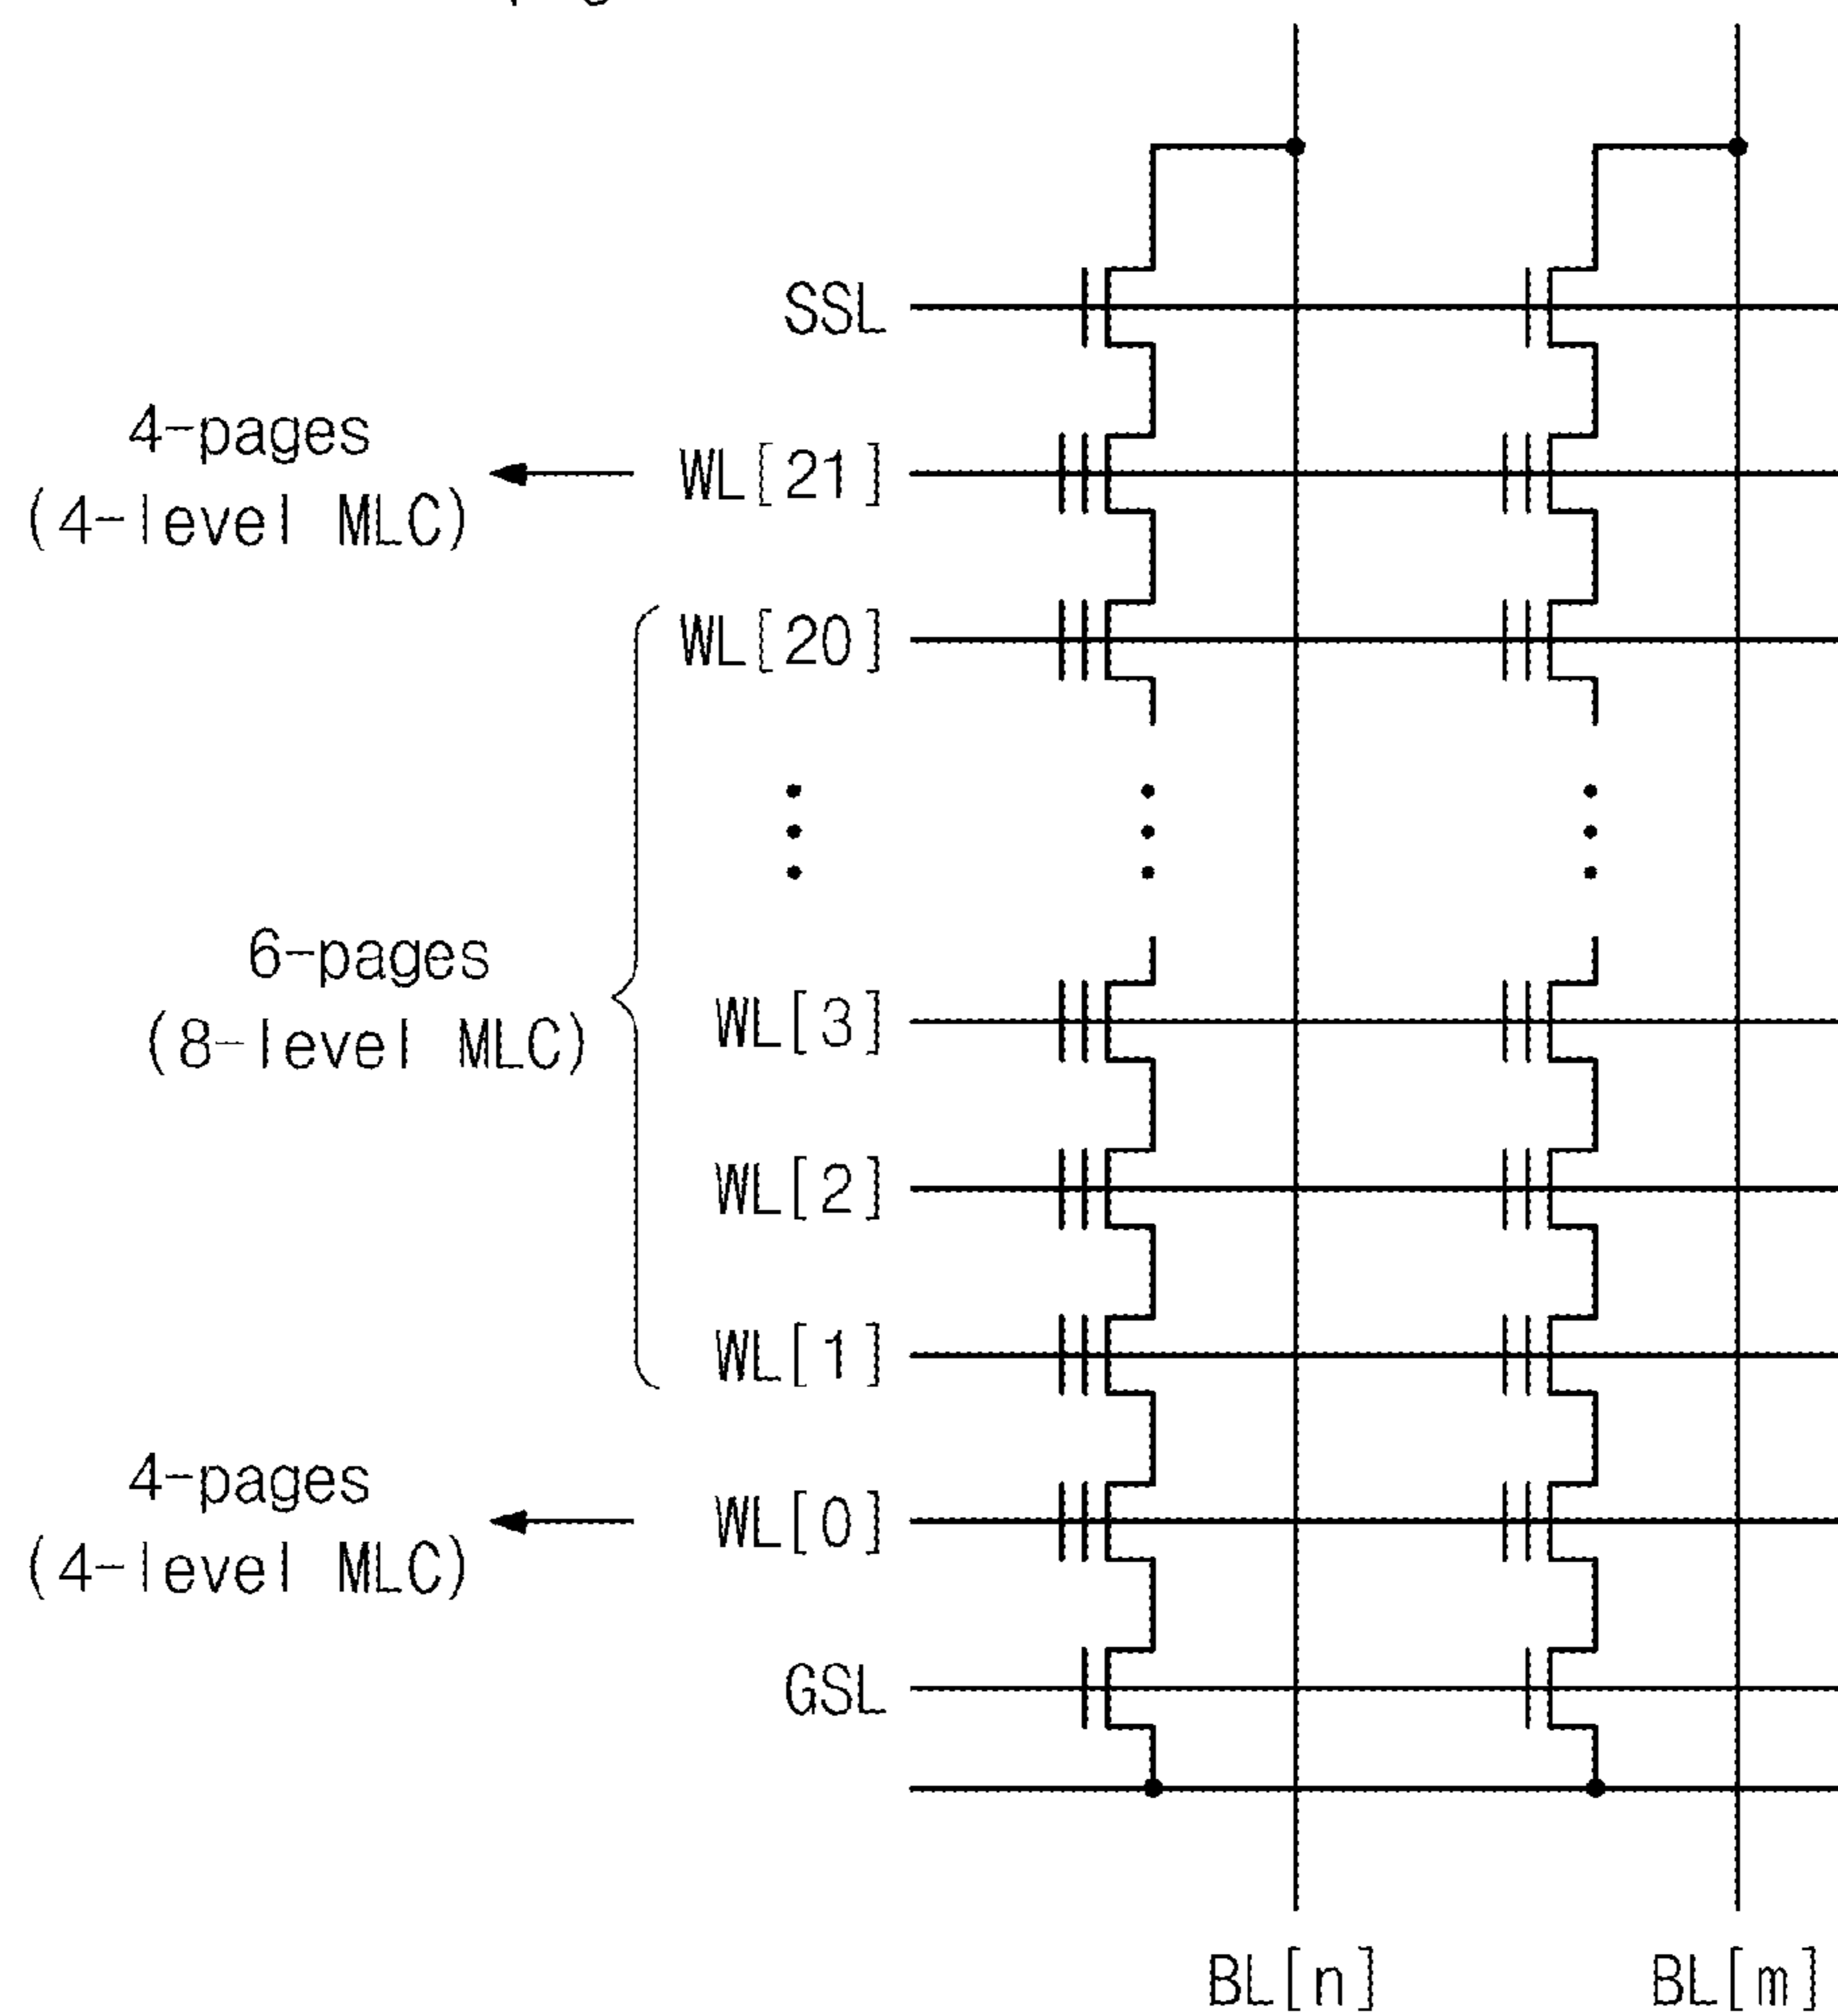 SSL
4-pages
(4-level MLC)
WL[21]
WL[20]
6-pages
(8-level MLC)
WL[3]
WL[2]
WL[1]
4-pages
(4-level MLC)
WL[0]
GSL
BL[n]
BL[m]